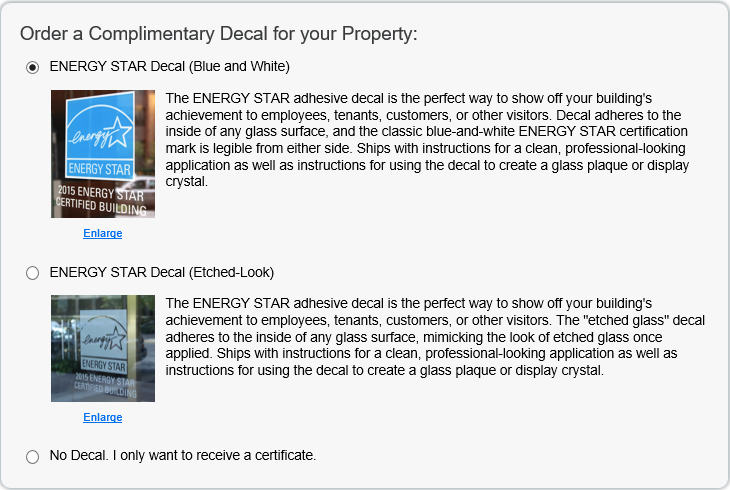 Order a Complimentary Decal for your Property:
ENERGY STAR Decal (Blue and White)
energy
ENERGY STAR
2015 ENERGY STAR
CERTIFIED BUILDING
The ENERGY STAR adhesive decal is the perfect way to show off your building's
achievement to employees, tenants, customers, or other visitors. Decal adheres to the
inside of any glass surface, and the classic blue-and-white ENERGY STAR certification
mark is legible from either side. Ships with instructions for a clean, professional-looking
application as well as instructions for using the decal to create a glass plaque or display
crystal.
Enlarge
ENERGY STAR Decal (Etched-Look)
energy
ENERGY STAR
2015 ENERGY STAR
CERTIFIED BUILDING
The ENERGY STAR adhesive decal is the perfect way to show off your building's
achievement to employees, tenants, customers, or other visitors. The "etched glass" decal
adheres to the inside of any glass surface, mimicking the look of etched glass once
applied. Ships with instructions for a clean, professional-looking application as well as
instructions for using the decal to create a glass plaque or display crystal.
Enlarge
No Decal. I only want to receive a certificate.